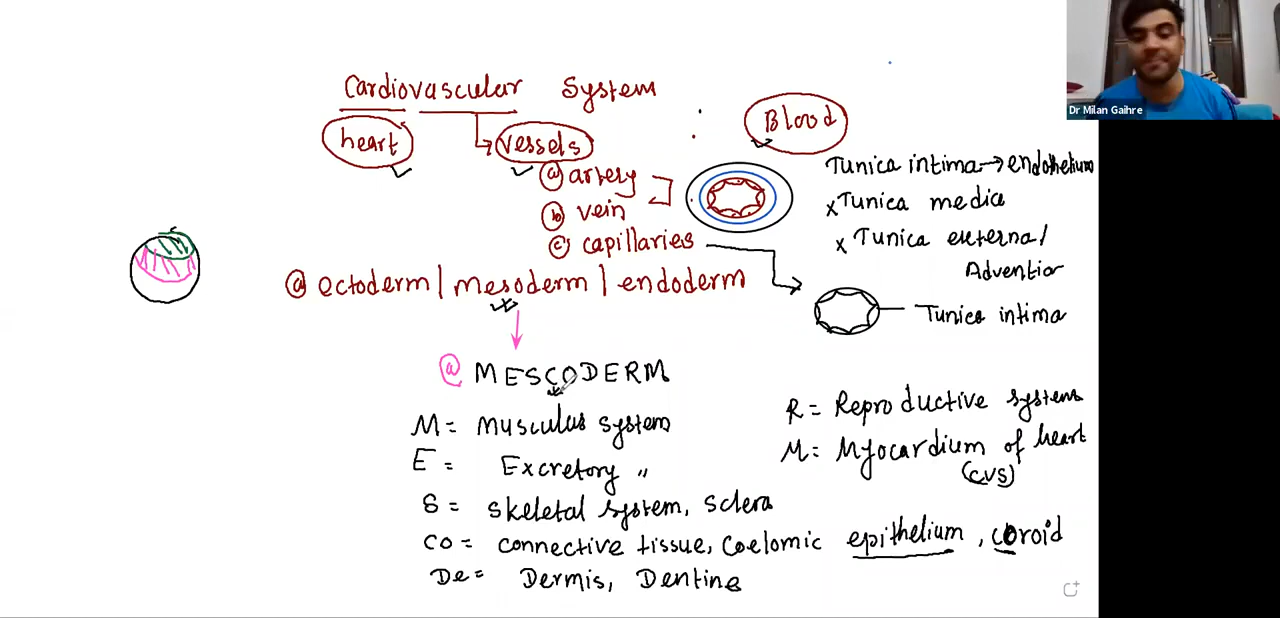 Cardiovascular System
Blood
heart
vessels
ⓐ artery
ⓑ vein
ⓒ capillaries
Tunica intima → endothelium
x Tunica media
x Tunica externa/
Adventia
Tunica intima
@ ectoderm | mesoderm | endoderm
@ MESCODERM
M = Musculus system
E = Excretory "
S = skeletal system, sclera
CO = connective tissue, Coelomic epithelium, coroid
De = Dermis, Dentine
R = Reproductive systems
M = Myocardium of heart
(CVS)
Dr Milan Gaihre